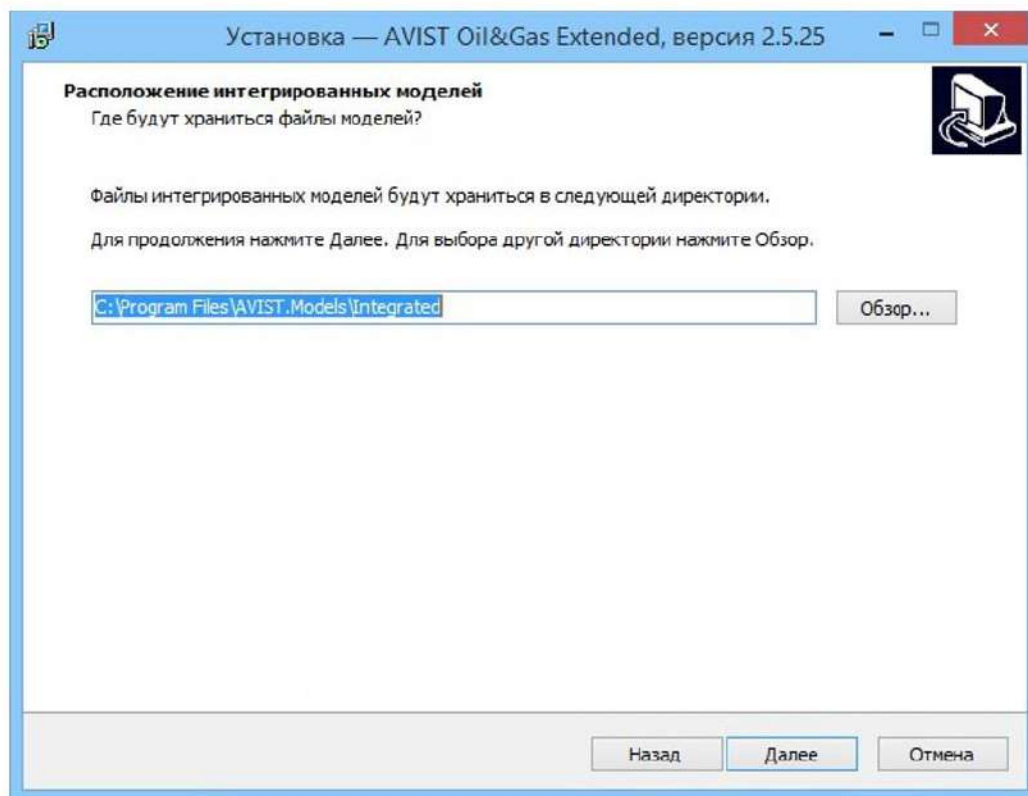 Установка — AVIST Oil&Gas Extended, версия 2.5.25
Расположение интегрированных моделей
Где будут храниться файлы моделей?
Файлы интегрированных моделей будут храниться в следующей директории.
Для продолжения нажмите Далее. Для выбора другой директории нажмите Обзор.
C:\Program Files\AVIST.Models\Integrated
Обзор...
Назад
Далее
Отмена